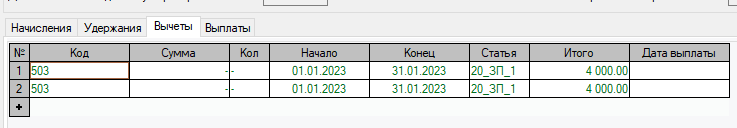 Начисления Удержания Вычеты Выплаты
№ Код Сумма Кол Начало Конец Статья Итого Дата выплаты
1 503 -- 01.01.2023 31.01.2023 20_ЗП_1 4 000.00
2 503 -- 01.01.2023 31.01.2023 20_ЗП_1 4 000.00
+